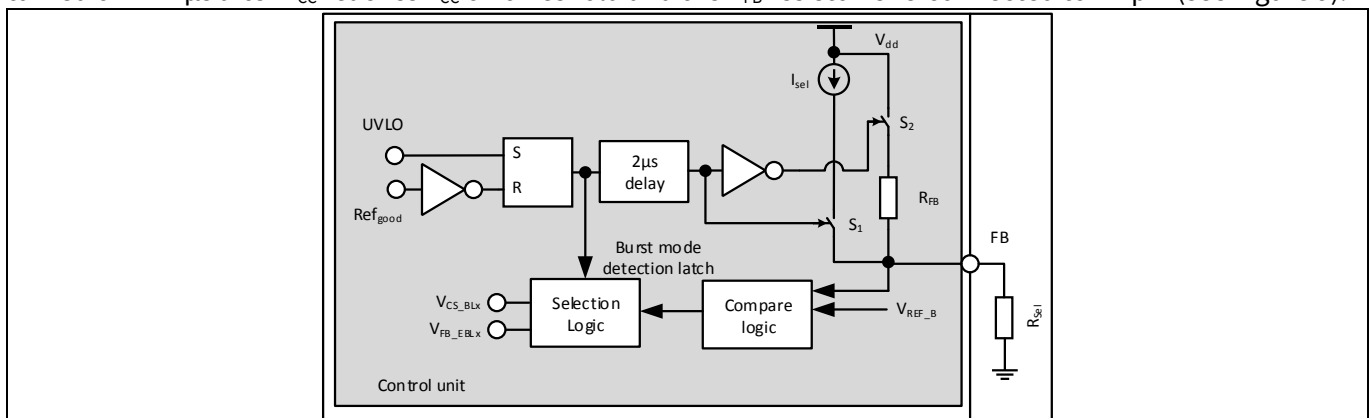 V_dd
I_sel
UVLO
S_2
S
2µs
delay
R
R_FB
Ref_good
S_1
FB
Burst mode
detection latch
V_CS_BLx
Selection
Logic
Compare
logic
V_REF_B
V_FB_EBLx
R_Sel
Control unit